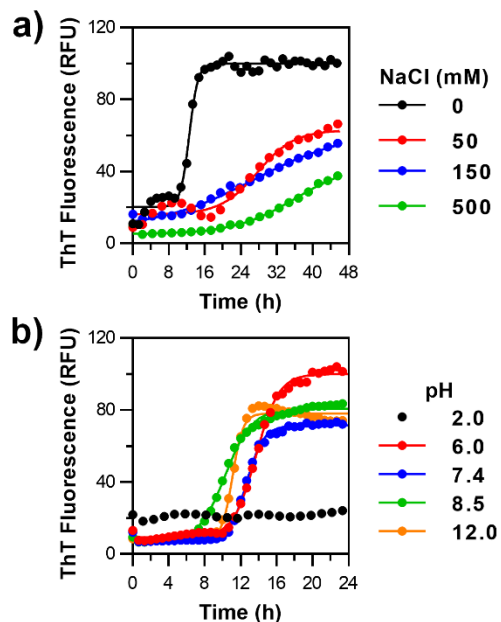 a)
ThT Fluorescence (RFU)
120
80
40
0
0 8 16 24 32 40 48
Time (h)
NaCl (mM)
0
50
150
500
b)
ThT Fluorescence (RFU)
120
80
40
0
0 4 8 12 16 20 24
Time (h)
pH
2.0
6.0
7.4
8.5
12.0